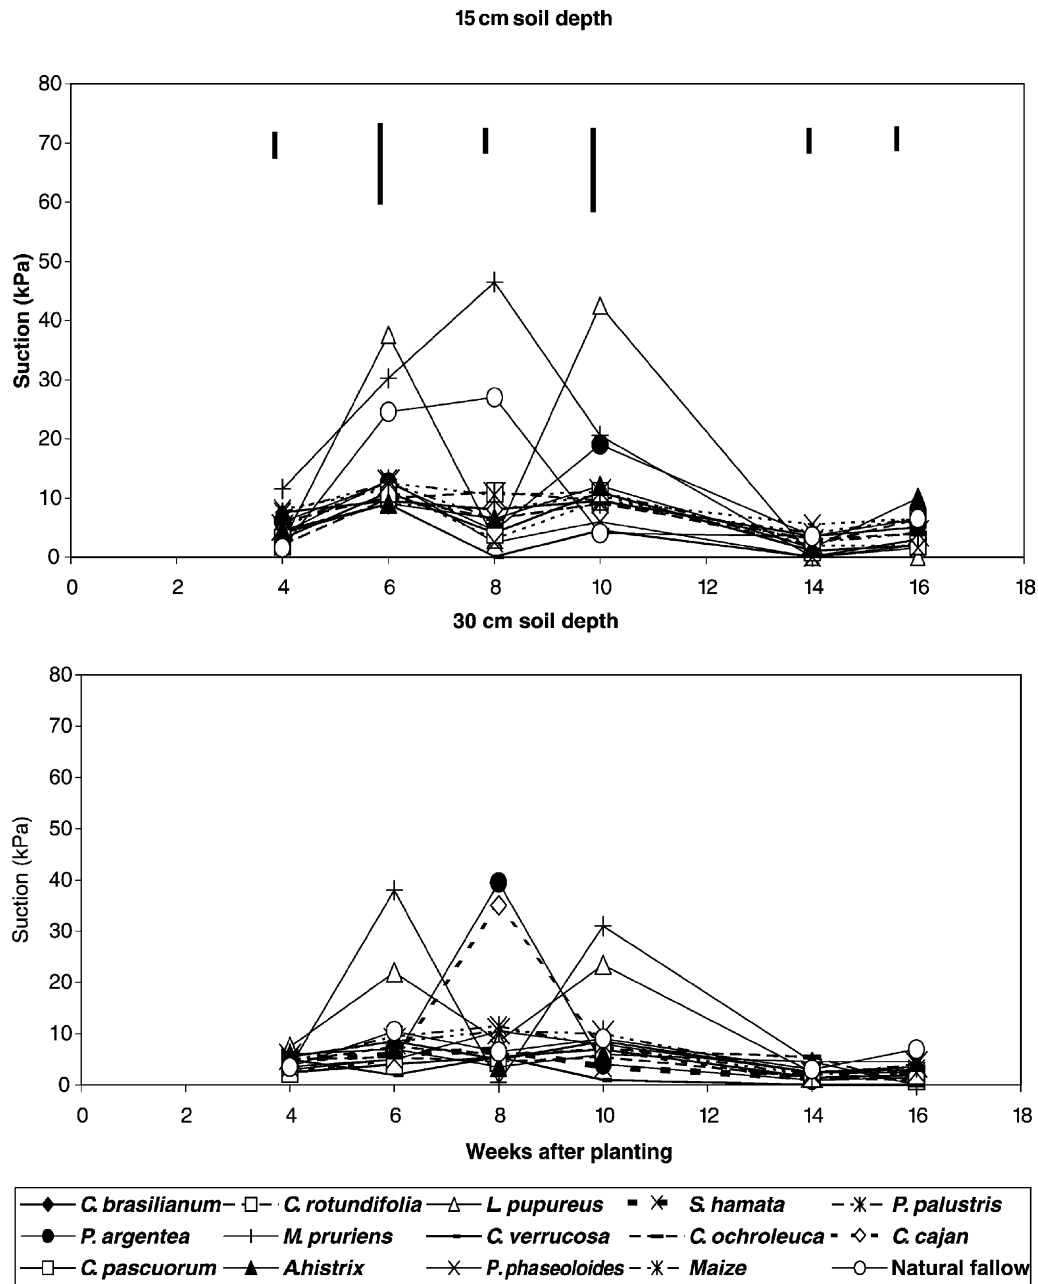 15 cm soil depth
80
70
60
50
40
30
20
10
0
Suction (kPa)
0 2 4 6 8 10 12 14 16 18
30 cm soil depth
80
70
60
50
40
30
20
10
0
Suction (kPa)
0 2 4 6 8 10 12 14 16 18
Weeks after planting
C. brasilianum C. rotundifolia L. pupureus S. hamata P. palustris
P. argentea M. pruriens C. verrucosa C. ochroleuca C. cajan
C. pascuorum A.histrix P. phaseoloides Maize Natural fallow